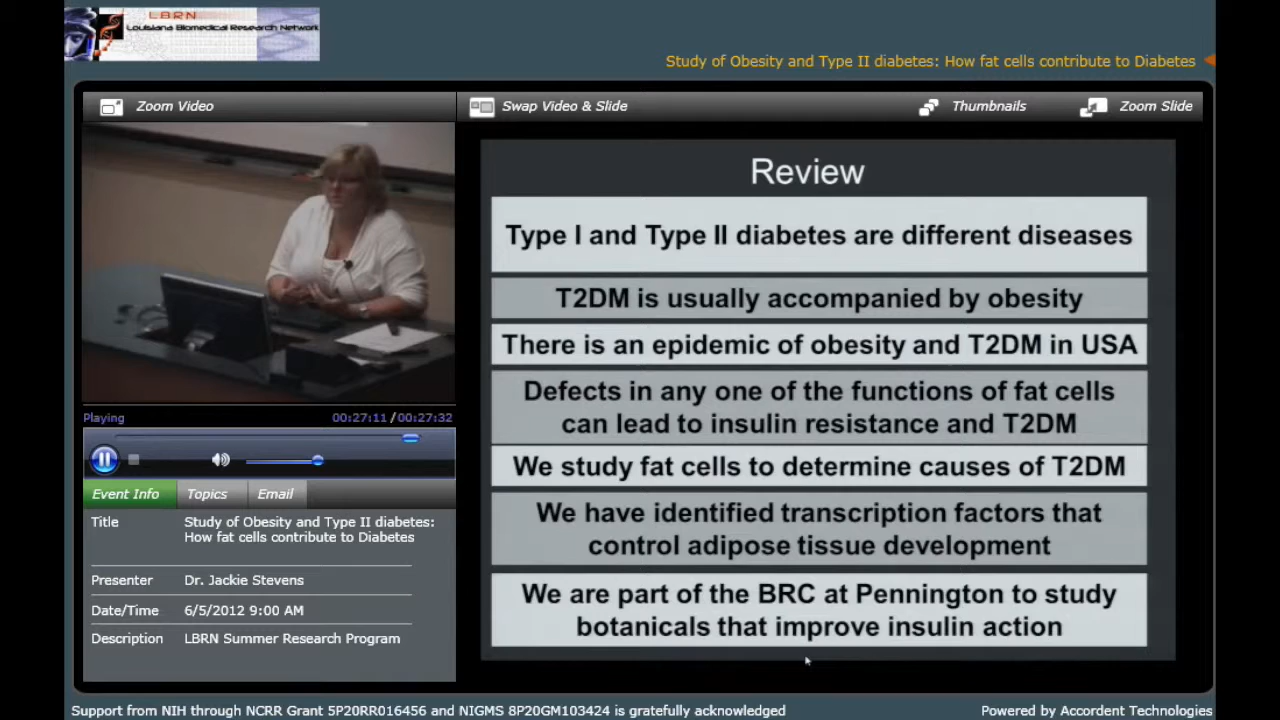 LBRN
Louisiana Biomedical Research Network
Study of Obesity and Type II diabetes: How fat cells contribute to Diabetes
Zoom Video
Swap Video & Slide
Thumbnails
Zoom Slide
Review
Type I and Type II diabetes are different diseases
T2DM is usually accompanied by obesity
There is an epidemic of obesity and T2DM in USA
Defects in any one of the functions of fat cells
can lead to insulin resistance and T2DM
We study fat cells to determine causes of T2DM
We have identified transcription factors that
control adipose tissue development
We are part of the BRC at Pennington to study
botanicals that improve insulin action
Playing
00:27:11 /00:27:32
Event Info
Topics
Email
Title
Study of Obesity and Type II diabetes:
How fat cells contribute to Diabetes
Presenter
Dr. Jackie Stevens
Date/Time
6/5/2012 9:00 AM
Description
LBRN Summer Research Program
Support from NIH through NCRR Grant 5P20RR016456 and NIGMS 8P20GM103424 is gratefully acknowledged
Powered by Accordent Technologies